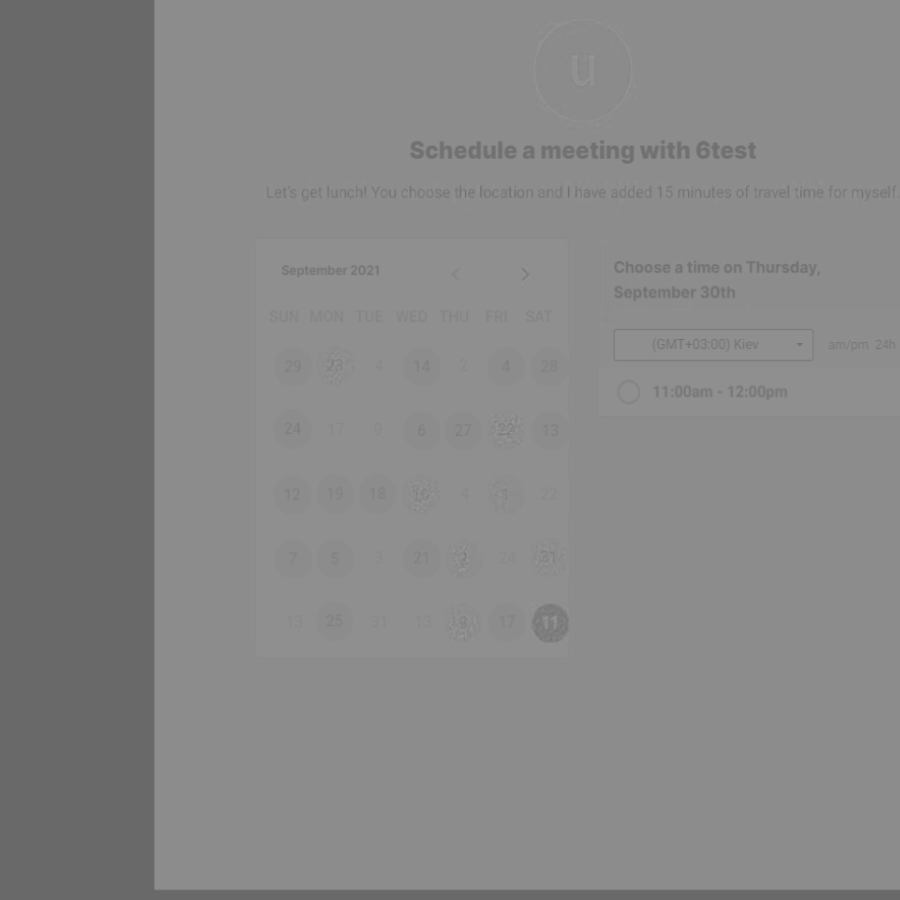 u
Schedule a meeting with 6test
Let's get lunch! You choose the location and I have added 15 minutes of travel time for myself.
September 2021
SUN MON TUE WED THU FRI SAT
29 23 4 14 2 4 28
24 17 9 6 27 22 13
12 19 18 10 4 1 22
7 5 3 21 2 24 31
13 25 31 13 9 17 11
Choose a time on Thursday,
September 30th
(GMT+03:00) Kiev
am/pm 24h
11:00am - 12:00pm